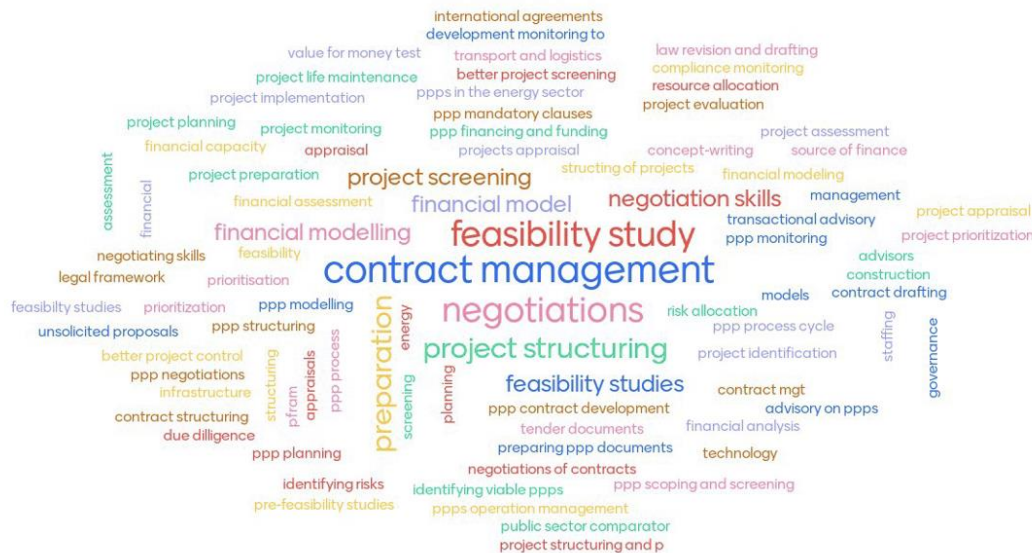 international agreements
development monitoring to
value for money test
transport and logistics
law revision and drafting
project life maintenance
better project screening
compliance monitoring
project implementation
ppps in the energy sector
resource allocation
project evaluation
ppp mandatory clauses
project planning
project monitoring
ppp financing and funding
project assessment
financial capacity
appraisal
projects appraisal
concept-writing
source of finance
assessment
financial
project preparation
project screening
structing of projects
financial modeling
financial assessment
financial model
negotiation skills
management
project appraisal
transactional advisory
financial modelling
feasibility study
ppp monitoring
project prioritization
negotiating skills
feasibility
advisors
legal framework
prioritisation
contract management
construction
feasibilty studies
prioritization
ppp modelling
models
contract drafting
unsolicited proposals
ppp structuring
preparation
energy
negotiations
risk allocation
ppp process cycle
staffing
governance
better project control
structuring
pfram
appraisals
ppp process
project structuring
project identification
ppp negotiations
infrastructure
screening
planning
feasibility studies
contract mgt
contract structuring
ppp contract development
advisory on ppps
due dilligence
tender documents
financial analysis
ppp planning
preparing ppp documents
technology
negotiations of contracts
identifying risks
identifying viable ppps
ppp scoping and screening
pre-feasibility studies
ppps operation management
public sector comparator
project structuring and p